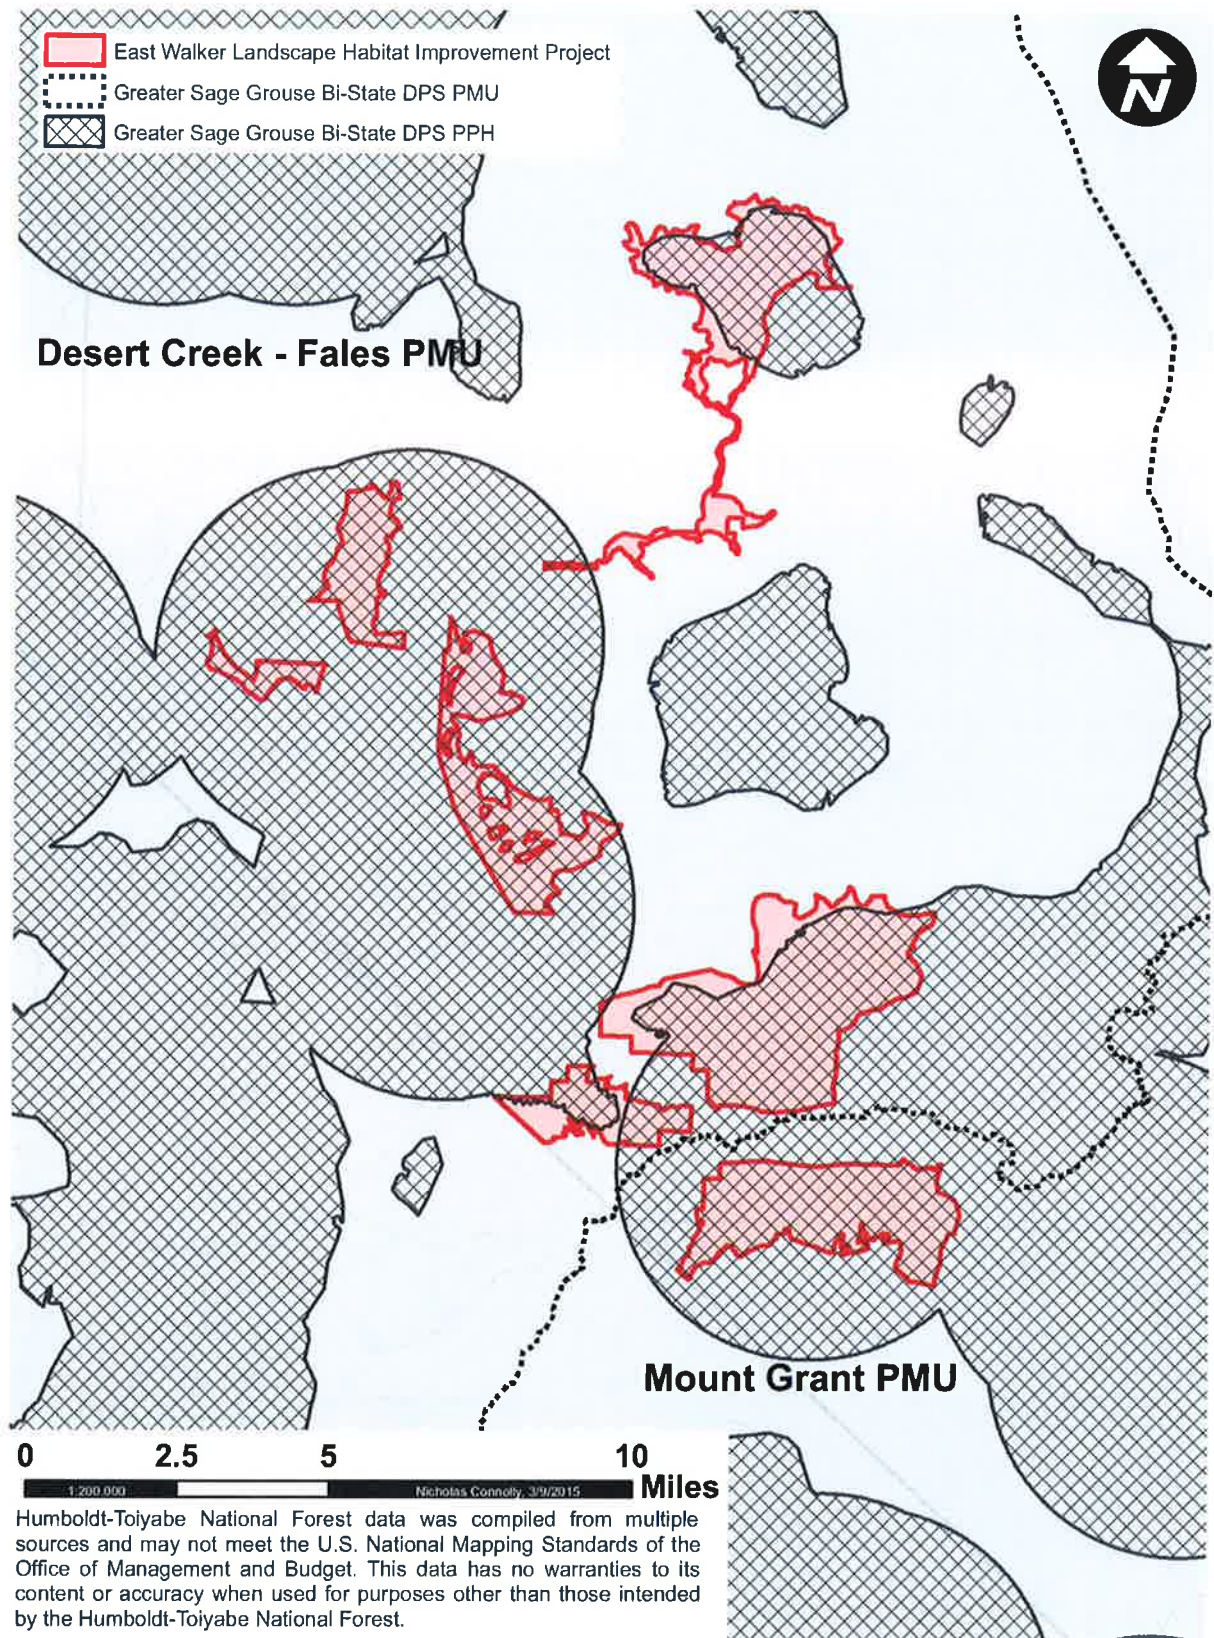 East Walker Landscape Habitat Improvement Project
Greater Sage Grouse Bi-State DPS PMU
Greater Sage Grouse Bi-State DPS PPH
N
Desert Creek - Fales PMU
Mount Grant PMU
0 2.5 5 10
Miles
1:200,000 Nicholas Connolly, 3/9/2015
Humboldt-Toiyabe National Forest data was compiled from multiple
sources and may not meet the U.S. National Mapping Standards of the
Office of Management and Budget. This data has no warranties to its
content or accuracy when used for purposes other than those intended
by the Humboldt-Toiyabe National Forest.